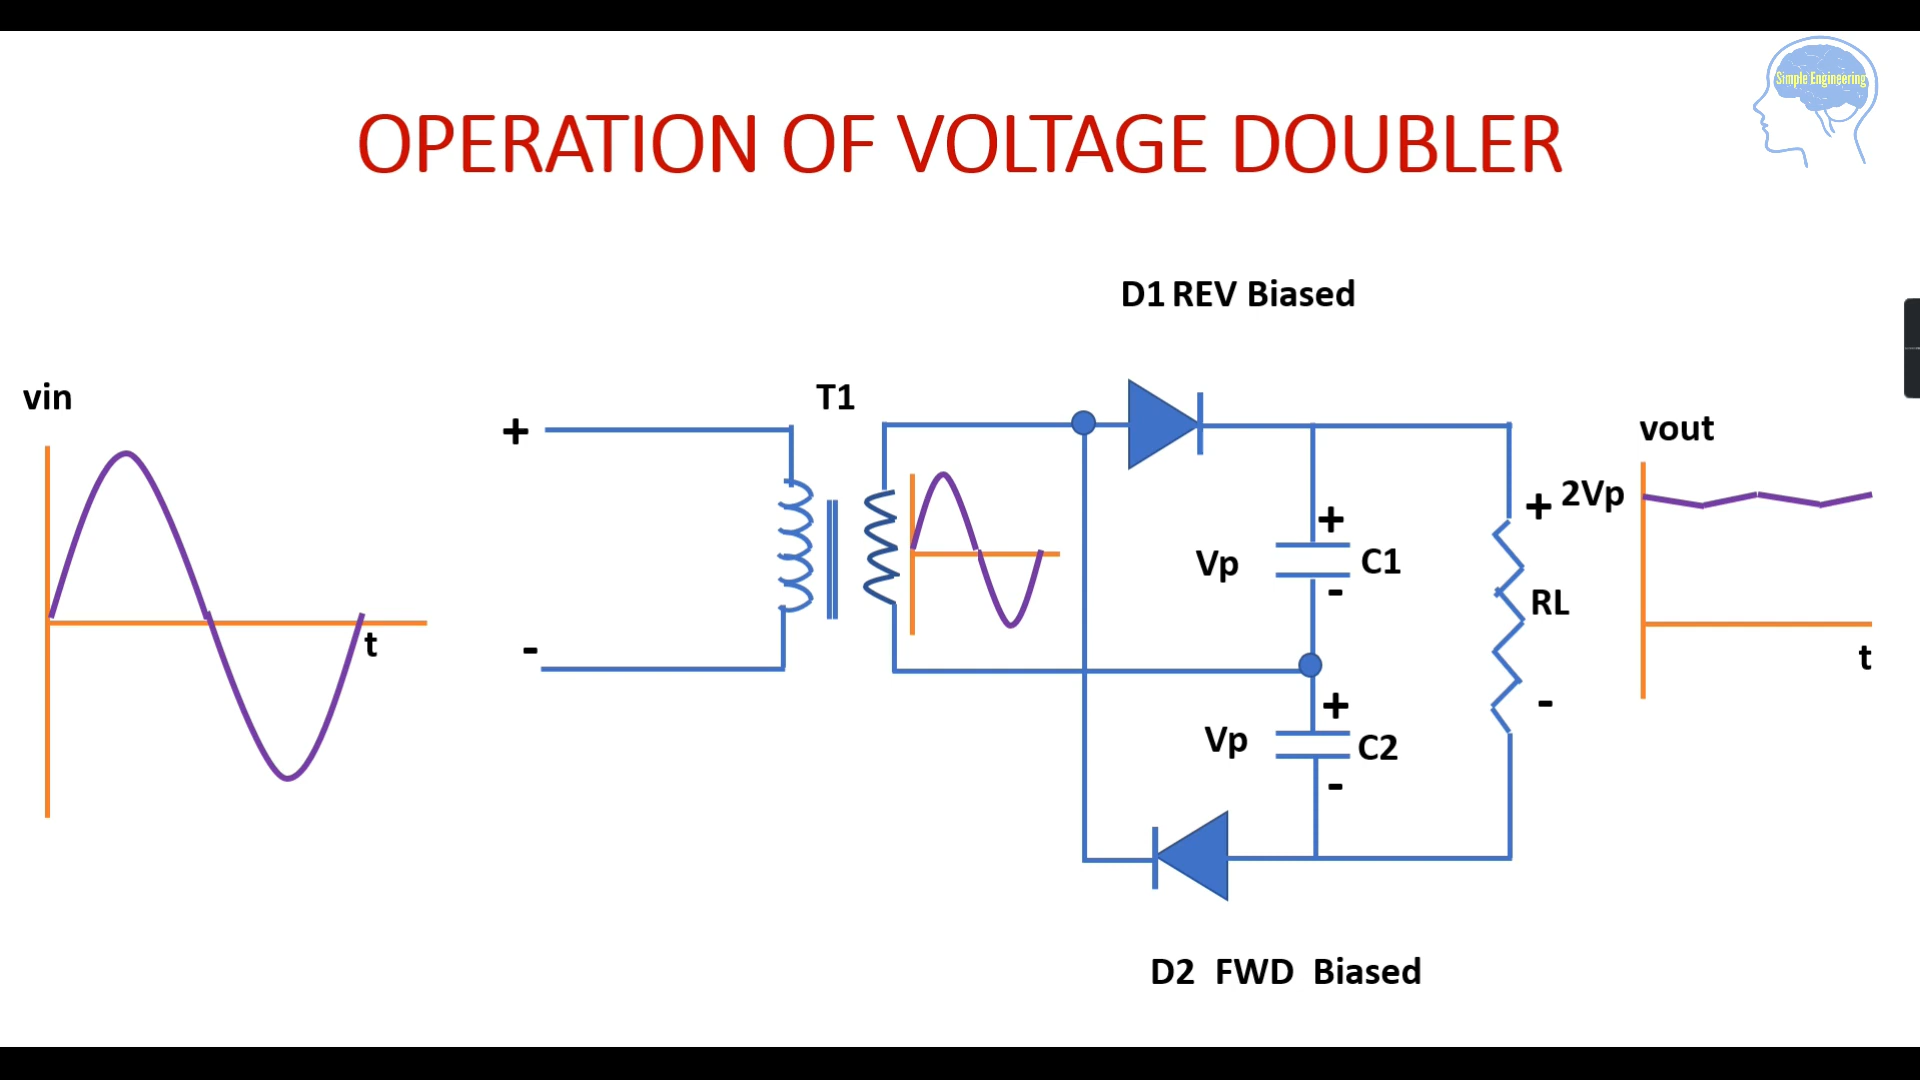 Simple Engineering
OPERATION OF VOLTAGE DOUBLER
D1 REV Biased
vin
T1
+
vout
+
+ 2Vp
Vp
C1
-
RL
t
-
t
+
-
Vp
C2
-
D2 FWD Biased